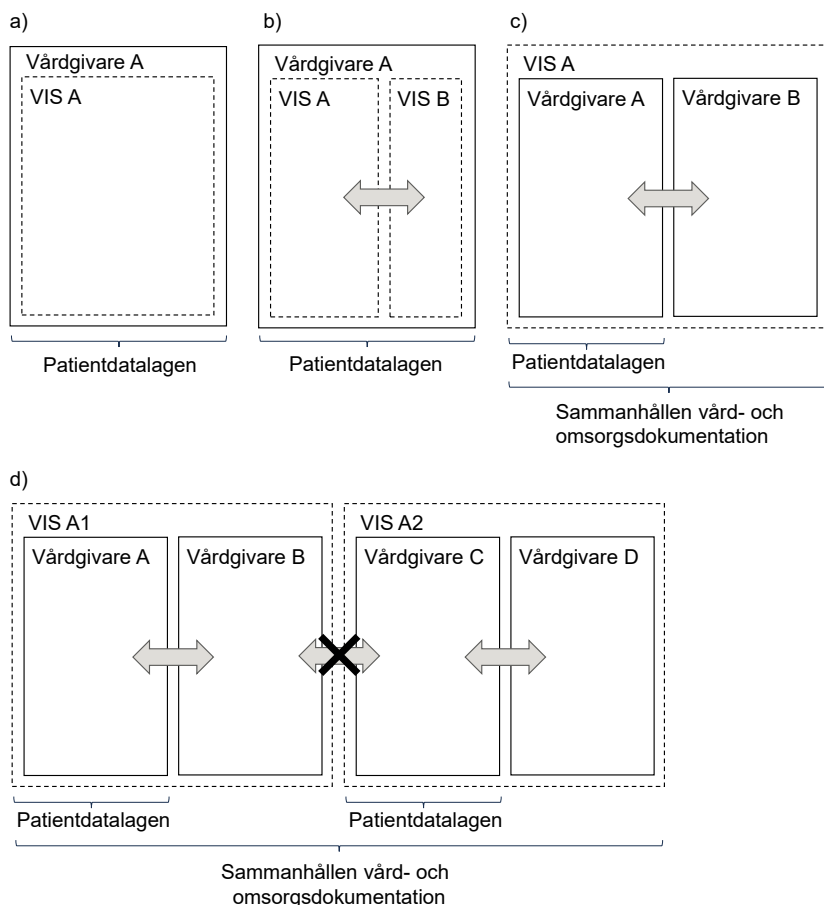 a)
Vårdgivare A
VIS A
Patientdatalagen
b)
Vårdgivare A
VIS A
VIS B
Patientdatalagen
c)
VIS A
Vårdgivare A
Vårdgivare B
Patientdatalagen
Sammanhållen vård- och
omsorgsdokumentation
d)
VIS A1
Vårdgivare A
Vårdgivare B
VIS A2
Vårdgivare C
Vårdgivare D
Patientdatalagen
Patientdatalagen
Sammanhållen vård- och
omsorgsdokumentation